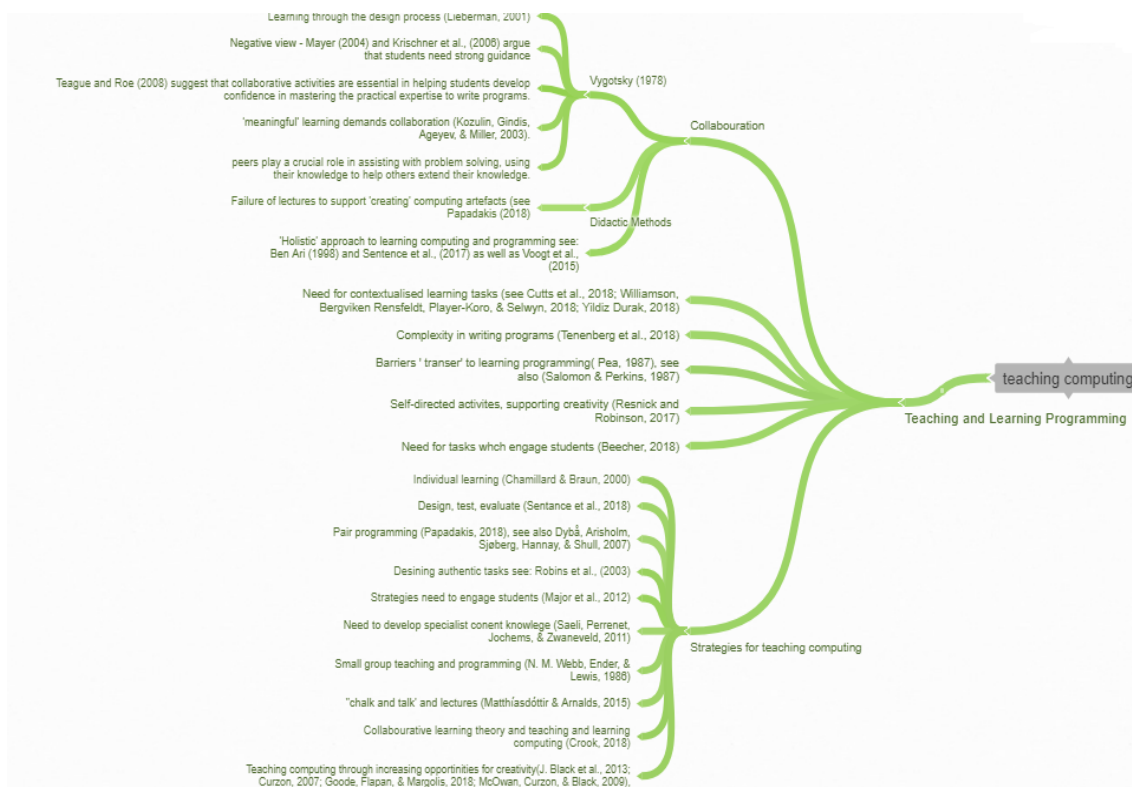 Learning through the design process (Lieberman, 2001)
Negative view - Mayer (2004) and Krischner et al., (2006) argue
that students need strong guidance
Teague and Roe (2008) suggest that collaborative activities are essential in helping students develop
confidence in mastering the practical expertise to write programs.
'meaningful' learning demands collaboration (Kozulin, Gindis,
Ageyev, & Miller, 2003).
peers play a crucial role in assisting with problem solving, using
their knowledge to help others extend their knowledge.
Vygotsky (1978)
Failure of lectures to support 'creating' computing artefacts (see
Papadakis (2018)
Didactic Methods
'Holistic' approach to learning computing and programming see:
Ben Ari (1998) and Sentence et al., (2017) as well as Voogt et al.,
(2015)
Collabouration
Need for contextualised learning tasks (see Cutts et al., 2018; Williamson,
Bergviken Rensfeldt, Player-Koro, & Selwyn, 2018; Yildiz Durak, 2018)
Complexity in writing programs (Tenenberg et al., 2018)
Barriers ' transer' to learning programming( Pea, 1987), see
also (Salomon & Perkins, 1987)
Self-directed activites, supporting creativity (Resnick and
Robinson, 2017)
Need for tasks whch engage students (Beecher, 2018)
teaching computing
Teaching and Learning Programming
Individual learning (Chamillard & Braun, 2000)
Design, test, evaluate (Sentance et al., 2018)
Pair programming (Papadakis, 2018), see also Dybå, Arisholm,
Sjøberg, Hannay, & Shull, 2007)
Desining authentic tasks see: Robins et al., (2003)
Strategies need to engage students (Major et al., 2012)
Need to develop specialist conent knowlege (Saeli, Perrenet,
Jochems, & Zwaneveld, 2011)
Strategies for teaching computing
Small group teaching and programming (N. M. Webb, Ender, &
Lewis, 1986)
"chalk and talk' and lectures (Matthíasdóttir & Arnalds, 2015)
Collabourative learning theory and teaching and learning
computing (Crook, 2018)
Teaching computing through increasing opportinities for creativity(J. Black et al., 2013;
Curzon, 2007; Goode, Flapan, & Margolis, 2018; McOwan, Curzon, & Black, 2009),